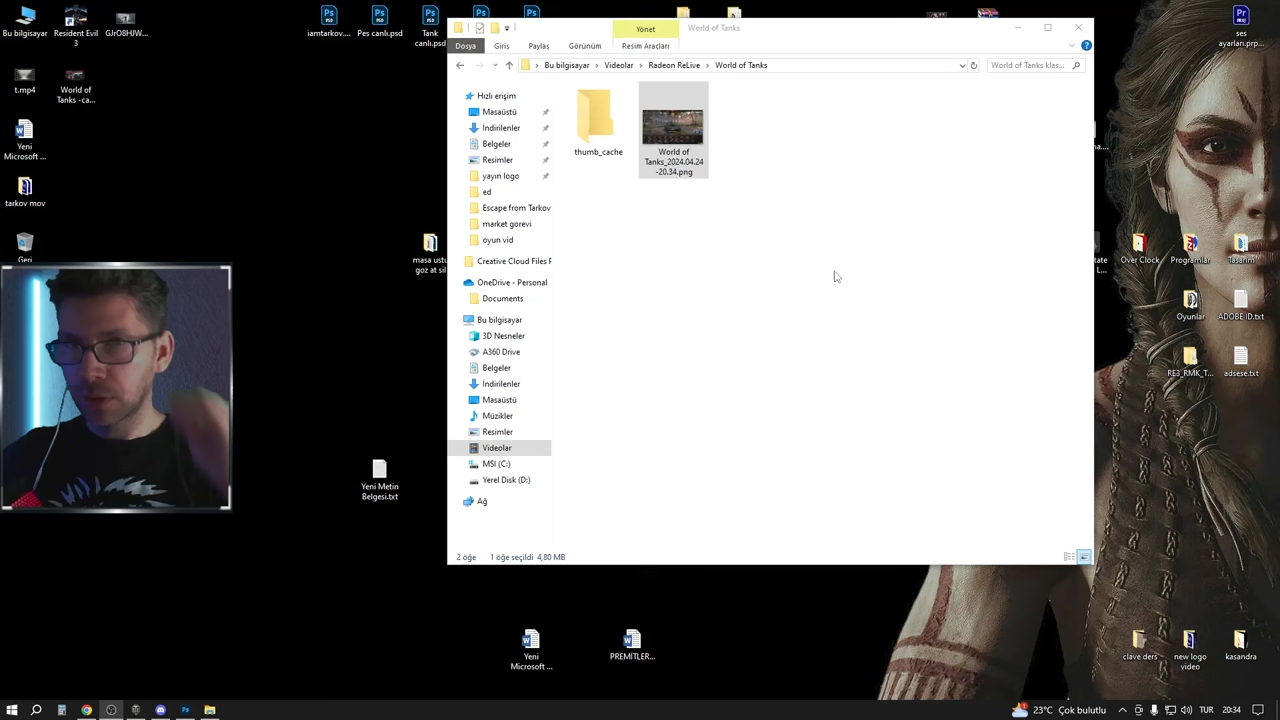 Bu bilgisayar
Resident Evil
3
GJrO8HJW...
iamtarkov....
Pes canlı.psd
Tank
canlı.psd
ses
ayarları.prp...
t.mp4
World of
Tanks -ca...
Yeni
Microsoft ...
tarkov mov
Geri
masa ustu
goz at sil
Yeni Metin
Belgesi.txt
Yönet
World of Tanks
Dosya
Giriş
Paylaş
Görünüm
Resim Araçları
Bu bilgisayar
Videolar
Radeon ReLive
World of Tanks
World of Tanks klas...
Hızlı erişim
Masaüstü
İndirilenler
Belgeler
Resimler
yayın logo
ed
Escape from Tarkov
market gorevi
oyun vid
Creative Cloud Files F
OneDrive - Personal
Documents
Bu bilgisayar
3D Nesneler
A360 Drive
Belgeler
İndirilenler
Masaüstü
Müzikler
Resimler
Videolar
MSI (C:)
Yerel Disk (D:)
Ağ
thumb_cache
World of
Tanks_2024.04.24
-20.34.png
2 öğe
1 öğe seçildi 4,80 MB
Over Clock
Programlar
Tasarım
Oyunlar
ADOBE ID.txt
RE3_RMK_T...
adsese.txt
Yeni
Microsoft ...
PREMİTLER...
clave ders
new logo
video
kasandra
23°C Çok bulutlu
TUR
20:34